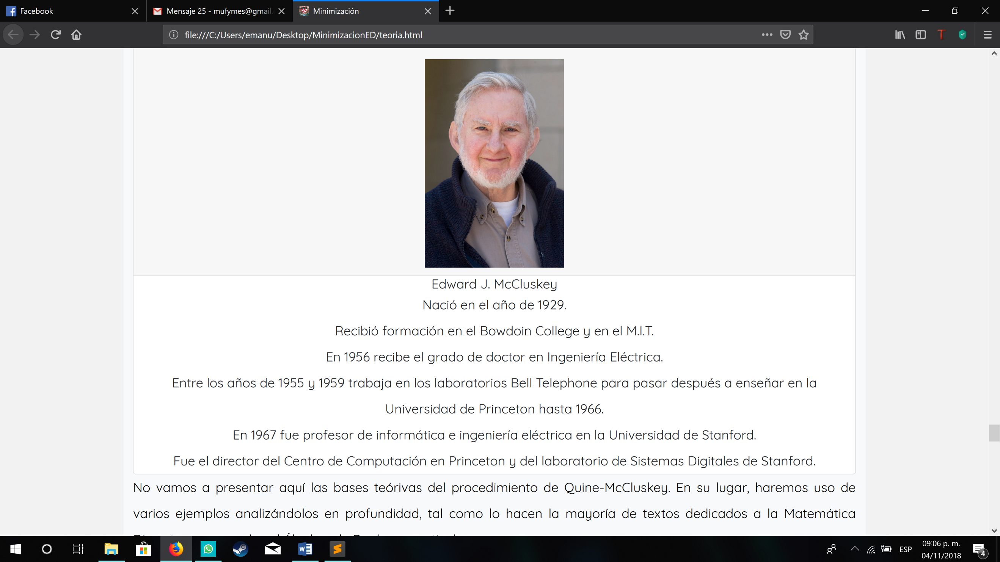 Facebook
Mensaje 25 - mufymes@gmail.
Minimización
file:///C:/Users/emanu/Desktop/MinimizacionED/teoria.html
Edward J. McCluskey
Nació en el año de 1929.
Recibió formación en el Bowdoin College y en el M.I.T.
En 1956 recibe el grado de doctor en Ingeniería Eléctrica.
Entre los años de 1955 y 1959 trabaja en los laboratorios Bell Telephone para pasar después a enseñar en la
Universidad de Princeton hasta 1966.
En 1967 fue profesor de informática e ingeniería eléctrica en la Universidad de Stanford.
Fue el director del Centro de Computación en Princeton y del laboratorio de Sistemas Digitales de Stanford.
No vamos a presentar aquí las bases teórivas del procedimiento de Quine-McCluskey. En su lugar, haremos uso de
varios ejemplos analizándolos en profundidad, tal como lo hacen la mayoría de textos dedicados a la Matemática
ESP
09:06 p. m.
04/11/2018
4